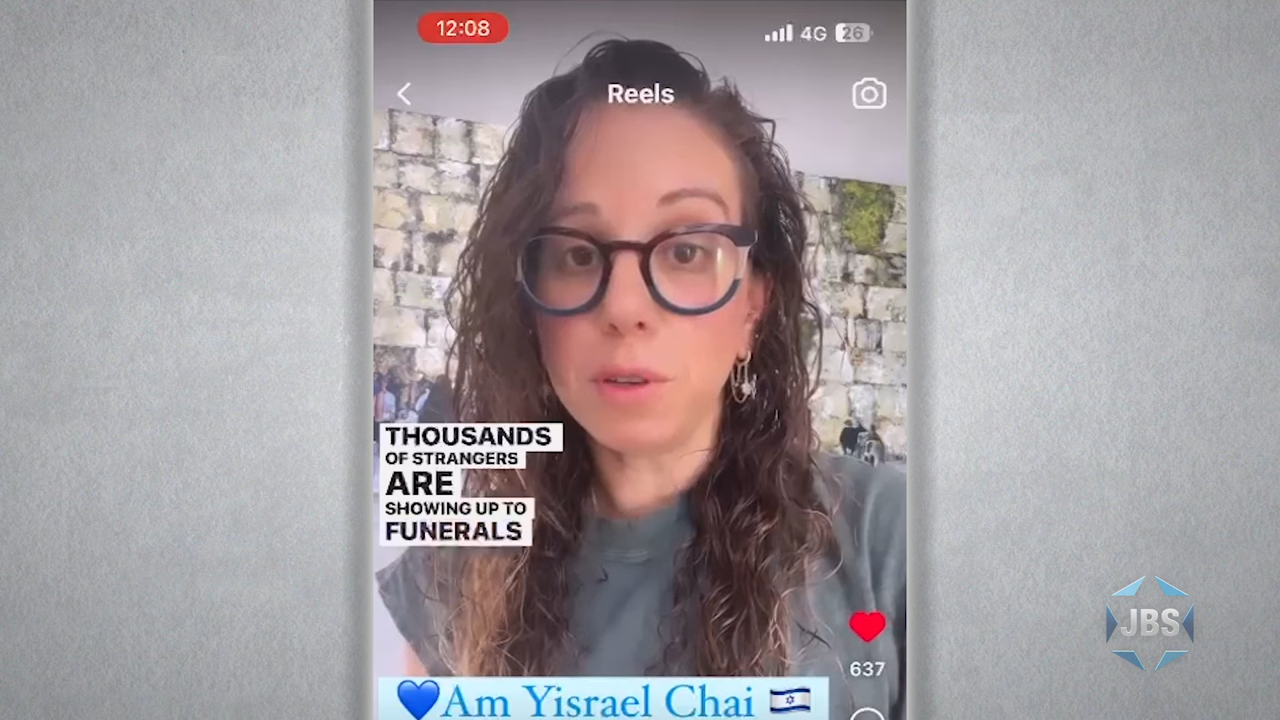 12:08
4G 26
Reels
THOUSANDS
OF STRANGERS
ARE
SHOWING UP TO
FUNERALS
637
JBS
💙Am Yisrael Chai 🇮🇱